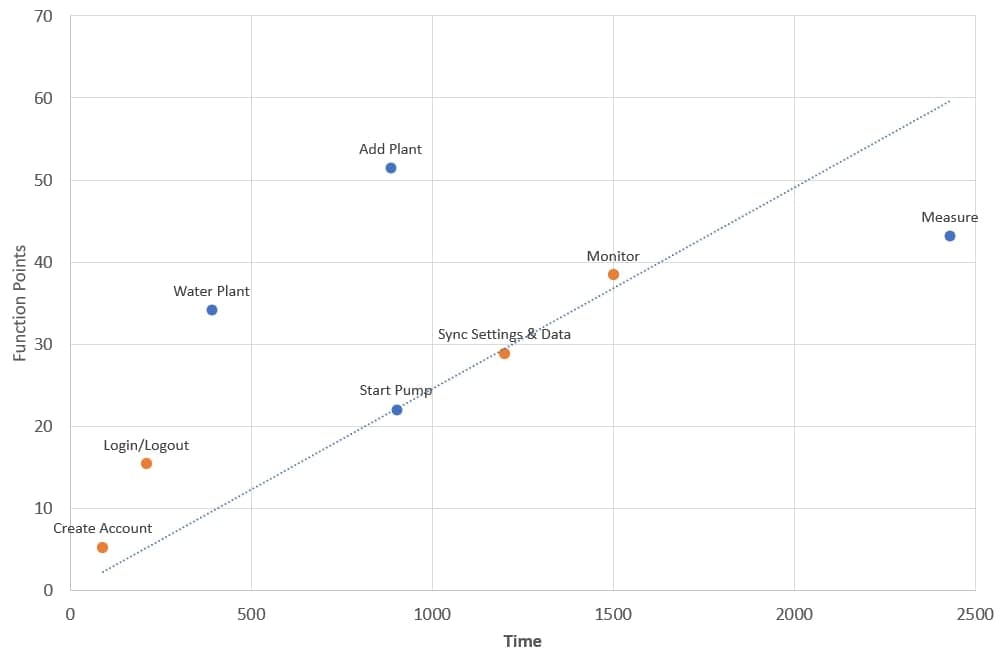 70
60
Add Plant
50
Measure
40
Monitor
Water Plant
Function Points
Sync Settings & Data
30
Start Pump
20
Login/Logout
10
Create Account
0
0 500 1000 1500 2000 2500
Time